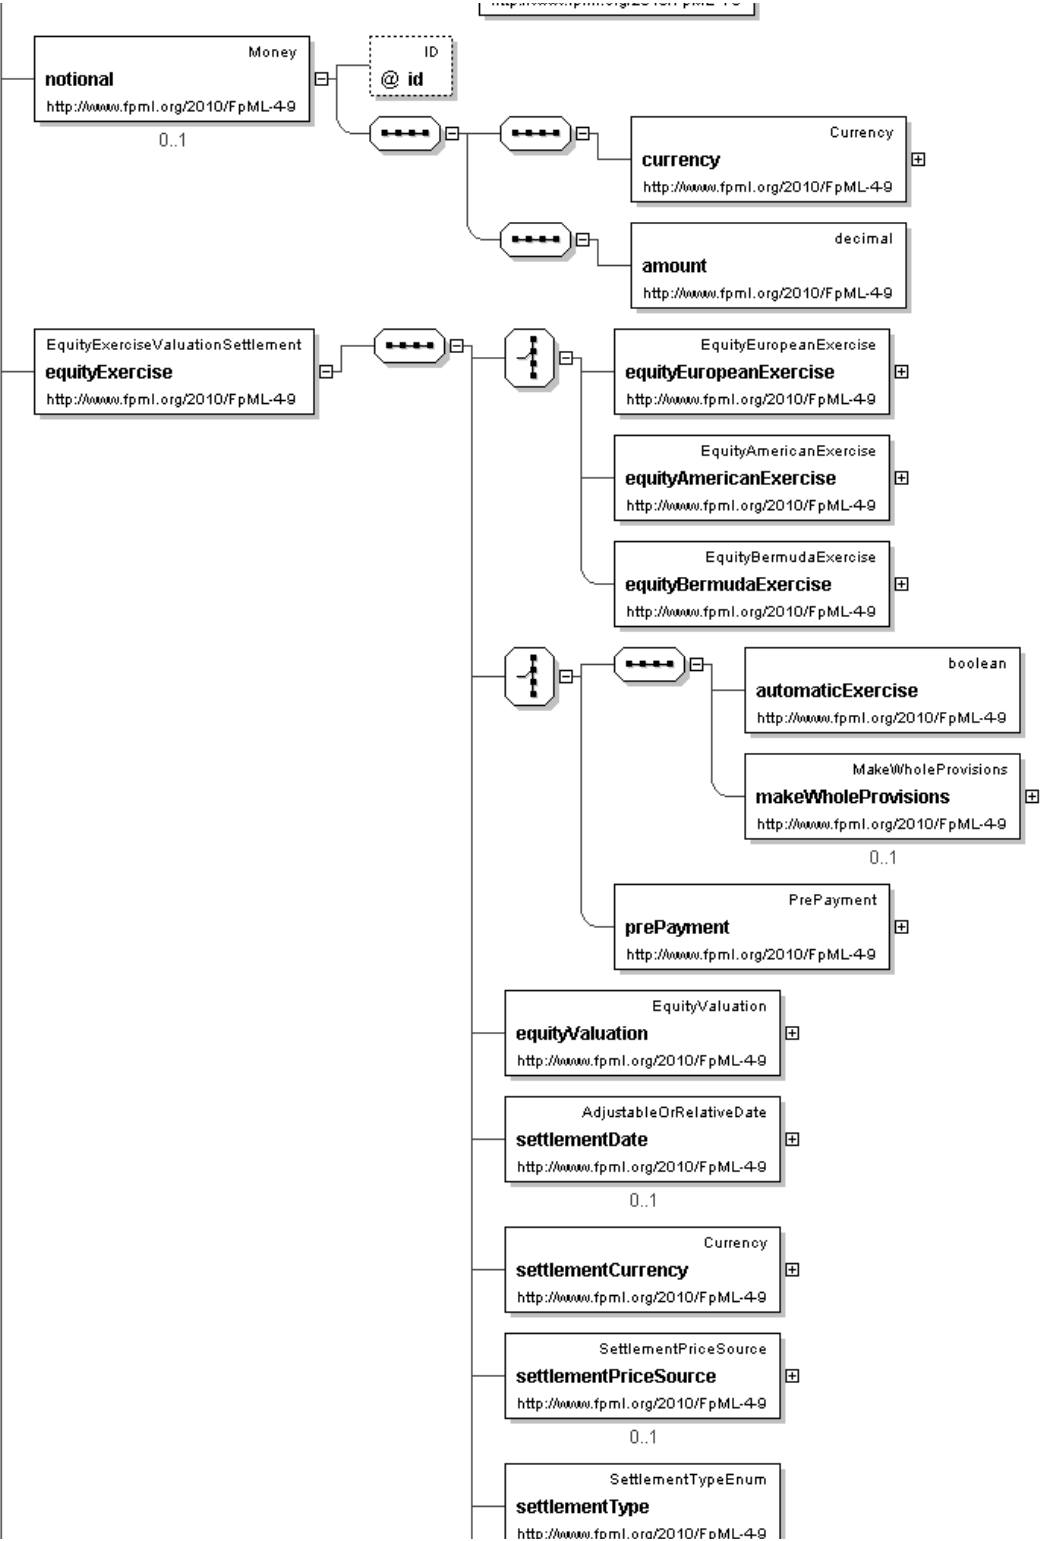 Money
notional
http://www.fpml.org/2010/FpML-4-9
0..1
ID
@ id
Currency
currency
http://www.fpml.org/2010/FpML-4-9
decimal
amount
http://www.fpml.org/2010/FpML-4-9
EquityExerciseValuationSettlement
equityExercise
http://www.fpml.org/2010/FpML-4-9
EquityEuropeanExercise
equityEuropeanExercise
http://www.fpml.org/2010/FpML-4-9
EquityAmericanExercise
equityAmericanExercise
http://www.fpml.org/2010/FpML-4-9
EquityBermudaExercise
equityBermudaExercise
http://www.fpml.org/2010/FpML-4-9
boolean
automaticExercise
http://www.fpml.org/2010/FpML-4-9
MakeWholeProvisions
makeWholeProvisions
http://www.fpml.org/2010/FpML-4-9
0..1
PrePayment
prePayment
http://www.fpml.org/2010/FpML-4-9
EquityValuation
equityValuation
http://www.fpml.org/2010/FpML-4-9
AdjustableOrRelativeDate
settlementDate
http://www.fpml.org/2010/FpML-4-9
0..1
Currency
settlementCurrency
http://www.fpml.org/2010/FpML-4-9
SettlementPriceSource
settlementPriceSource
http://www.fpml.org/2010/FpML-4-9
0..1
SettlementTypeEnum
settlementType
http://www.fpml.org/2010/FpML-4-9